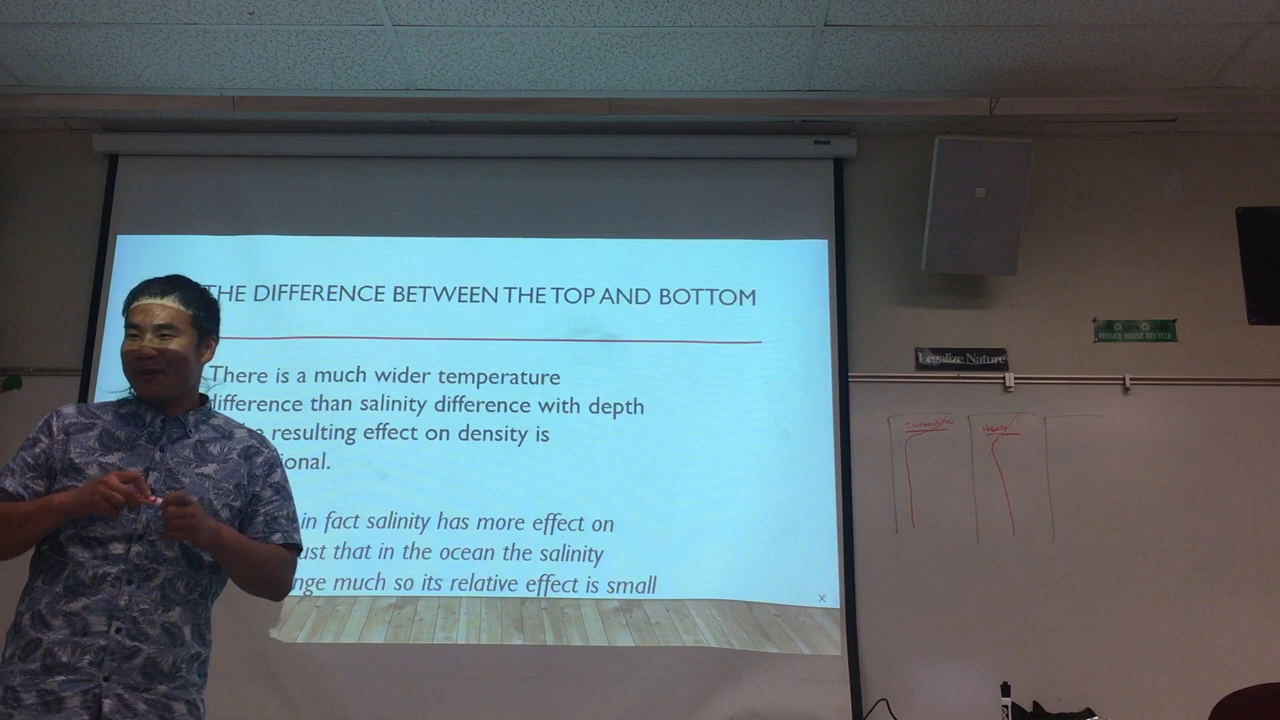 THE DIFFERENCE BETWEEN THE TOP AND BOTTOM
There is a much wider temperature
difference than salinity difference with depth
resulting effect on density is
in fact salinity has more effect on
that in the ocean the salinity
much so its relative effect is small
Legalize Nature
REDUCE REUSE RECYCLE
Thermocline